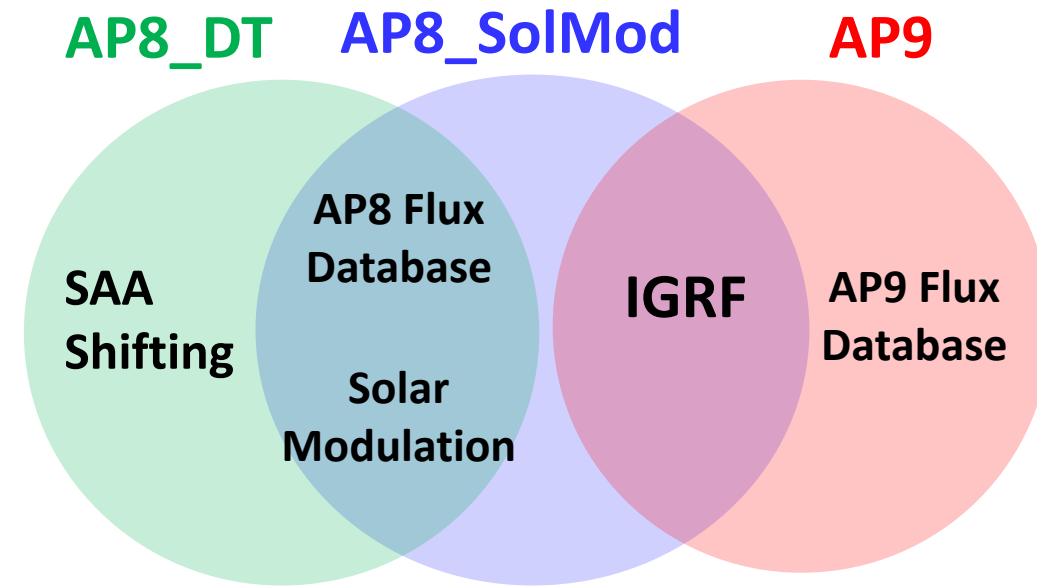 AP8_DT
AP8_SolMod
AP9
SAA
Shifting
AP8 Flux
Database
Solar
Modulation
IGRF
AP9 Flux
Database